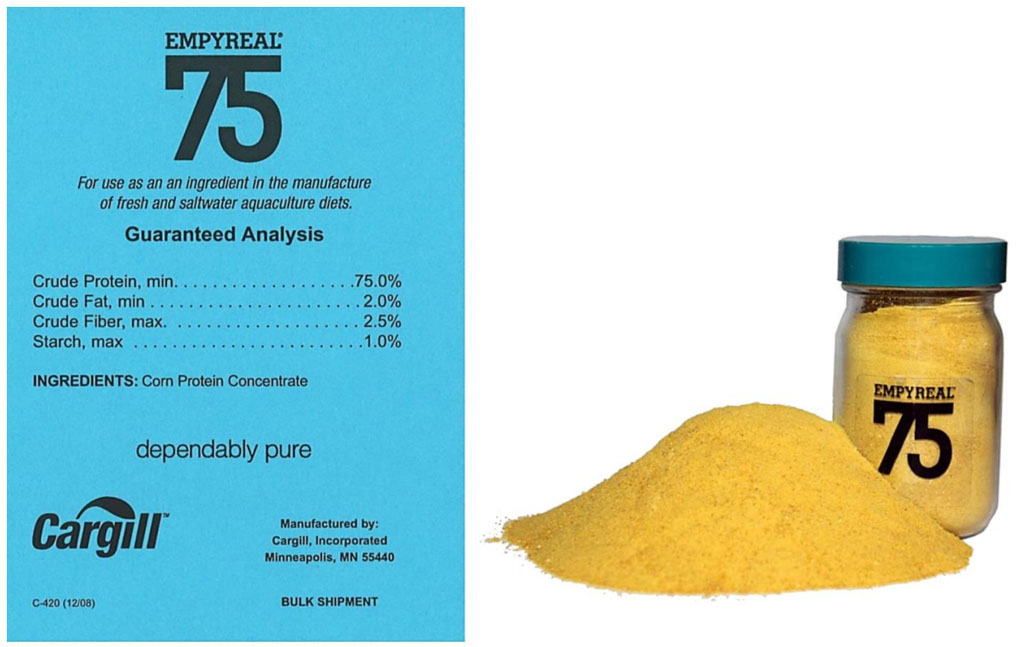 EMPYREAL®
75
For use as an an ingredient in the manufacture
of fresh and saltwater aquaculture diets.
Guaranteed Analysis
Crude Protein, min. . . . . . . . . . . . . . . . . . .75.0%
Crude Fat, min . . . . . . . . . . . . . . . . . . . . . 2.0%
Crude Fiber, max. . . . . . . . . . . . . . . . . . . . 2.5%
Starch, max . . . . . . . . . . . . . . . . . . . . . . .1.0%
INGREDIENTS: Corn Protein Concentrate
dependably pure
Cargill™
Manufactured by:
Cargill, Incorporated
Minneapolis, MN 55440
C-420 (12/08)
BULK SHIPMENT
EMPYREAL®
75